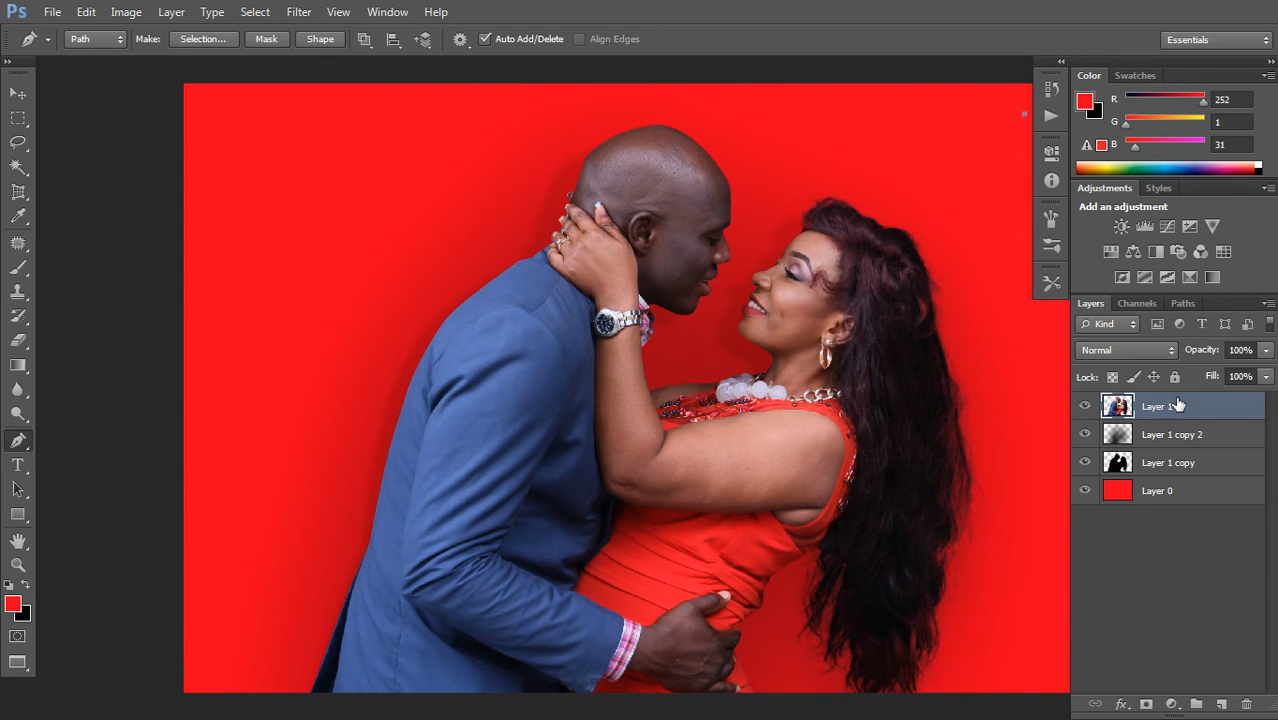 Ps File Edit Image Layer Type Select Filter View Window Help
Path Make: Selection... Mask Shape Auto Add/Delete Align Edges Essentials
Color Swatches
R 252
G 1
B 31
Adjustments Styles
Add an adjustment
Layers Channels Paths
Kind T
Normal Opacity: 100%
Lock: Fill: 100%
Layer 1
Layer 1 copy 2
Layer 1 copy
Layer 0
T
fx